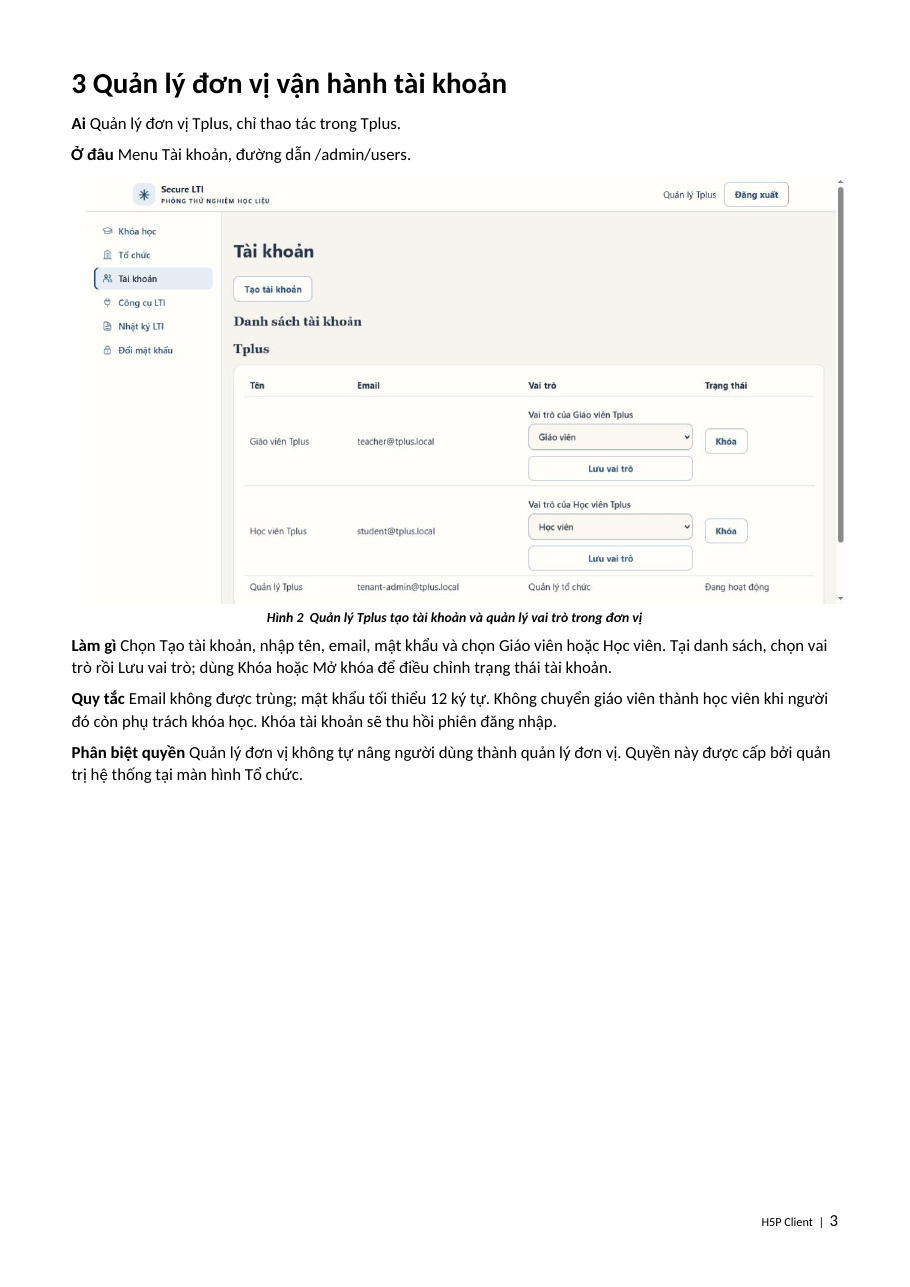 3 Quản lý đơn vị vận hành tài khoản
Ai Quản lý đơn vị Tplus, chỉ thao tác trong Tplus.
Ở đâu Menu Tài khoản, đường dẫn /admin/users.
Secure LTI
PHÒNG THỬ NGHIỆM HỌC LIỆU
Quản lý Tplus
Đăng xuất
Khóa học
Tổ chức
Tài khoản
Công cụ LTI
Nhật ký LTI
Đổi mật khẩu
Tài khoản
Tạo tài khoản
Danh sách tài khoản
Tplus
Tên Email Vai trò Trạng thái
Vai trò của Giáo viên Tplus
Giáo viên Tplus teacher@tplus.local Giáo viên Khóa
Lưu vai trò
Vai trò của Học viên Tplus
Học viên Tplus student@tplus.local Học viên Khóa
Lưu vai trò
Quản lý Tplus tenant-admin@tplus.local Quản lý tổ chức Đang hoạt động
Hình 2 Quản lý Tplus tạo tài khoản và quản lý vai trò trong đơn vị
Làm gì Chọn Tạo tài khoản, nhập tên, email, mật khẩu và chọn Giáo viên hoặc Học viên. Tại danh sách, chọn vai
trò rồi Lưu vai trò; dùng Khóa hoặc Mở khóa để điều chỉnh trạng thái tài khoản.
Quy tắc Email không được trùng; mật khẩu tối thiểu 12 ký tự. Không chuyển giáo viên thành học viên khi người
đó còn phụ trách khóa học. Khóa tài khoản sẽ thu hồi phiên đăng nhập.
Phân biệt quyền Quản lý đơn vị không tự nâng người dùng thành quản lý đơn vị. Quyền này được cấp bởi quản
trị hệ thống tại màn hình Tổ chức.
H5P Client | 3